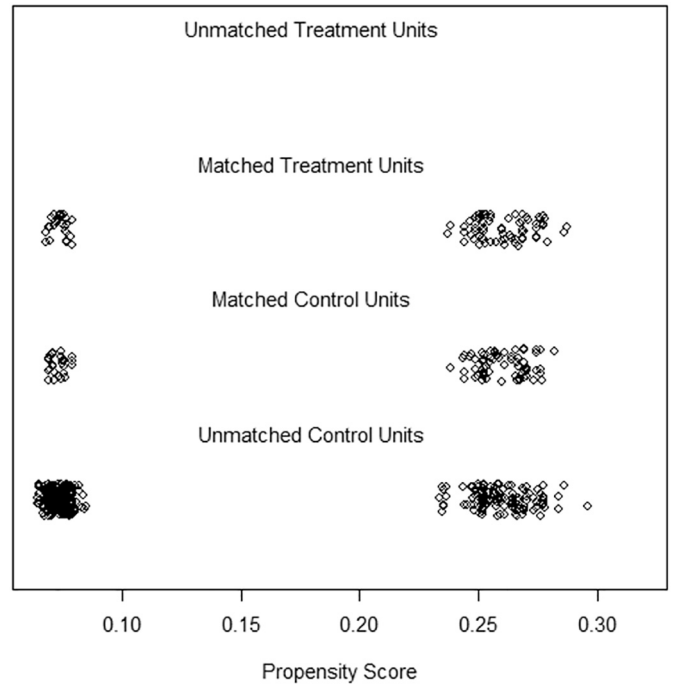 Unmatched Treatment Units
Matched Treatment Units
Matched Control Units
Unmatched Control Units
0.10 0.15 0.20 0.25 0.30
Propensity Score